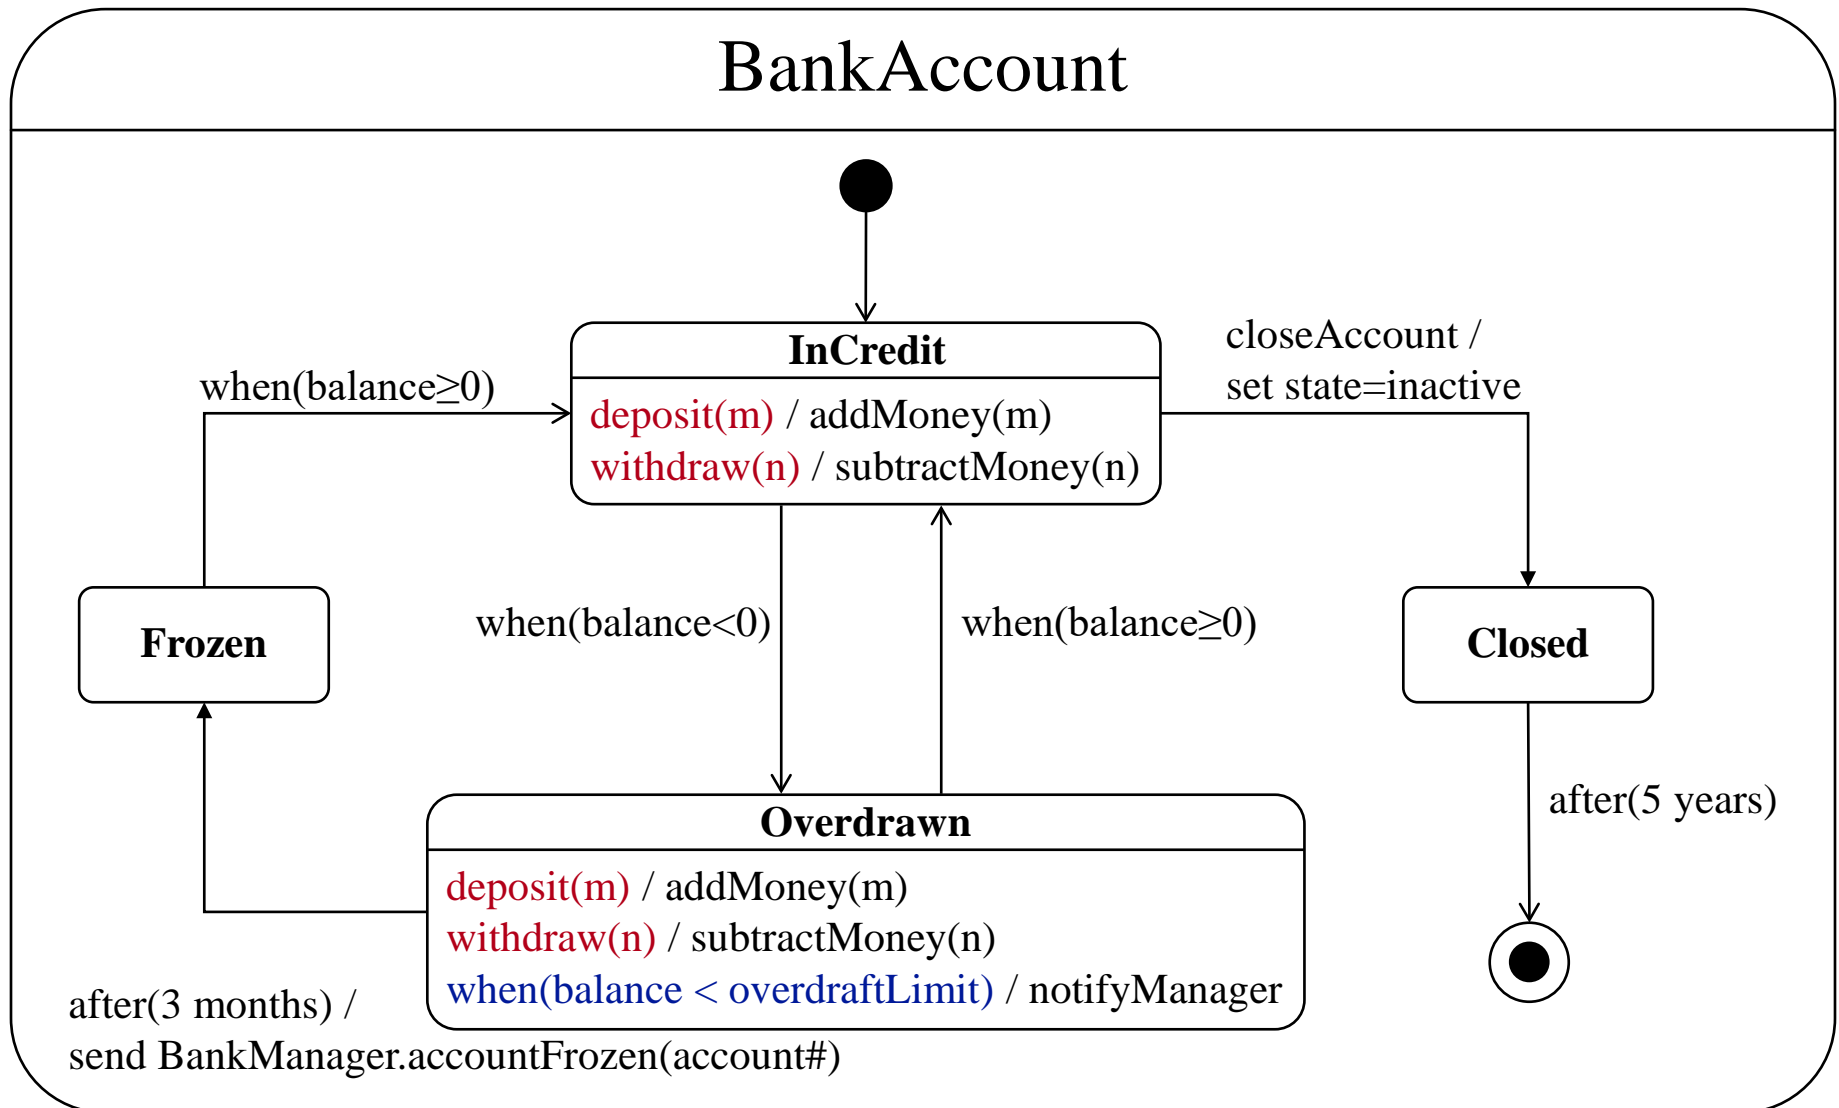 BankAccount
InCredit
deposit(m) / addMoney(m)
withdraw(n) / subtractMoney(n)
closeAccount /
set state=inactive
when(balance≥0)
Frozen
when(balance<0)
when(balance≥0)
Closed
Overdrawn
deposit(m) / addMoney(m)
withdraw(n) / subtractMoney(n)
when(balance < overdraftLimit) / notifyManager
after(5 years)
after(3 months) /
send BankManager.accountFrozen(account#)